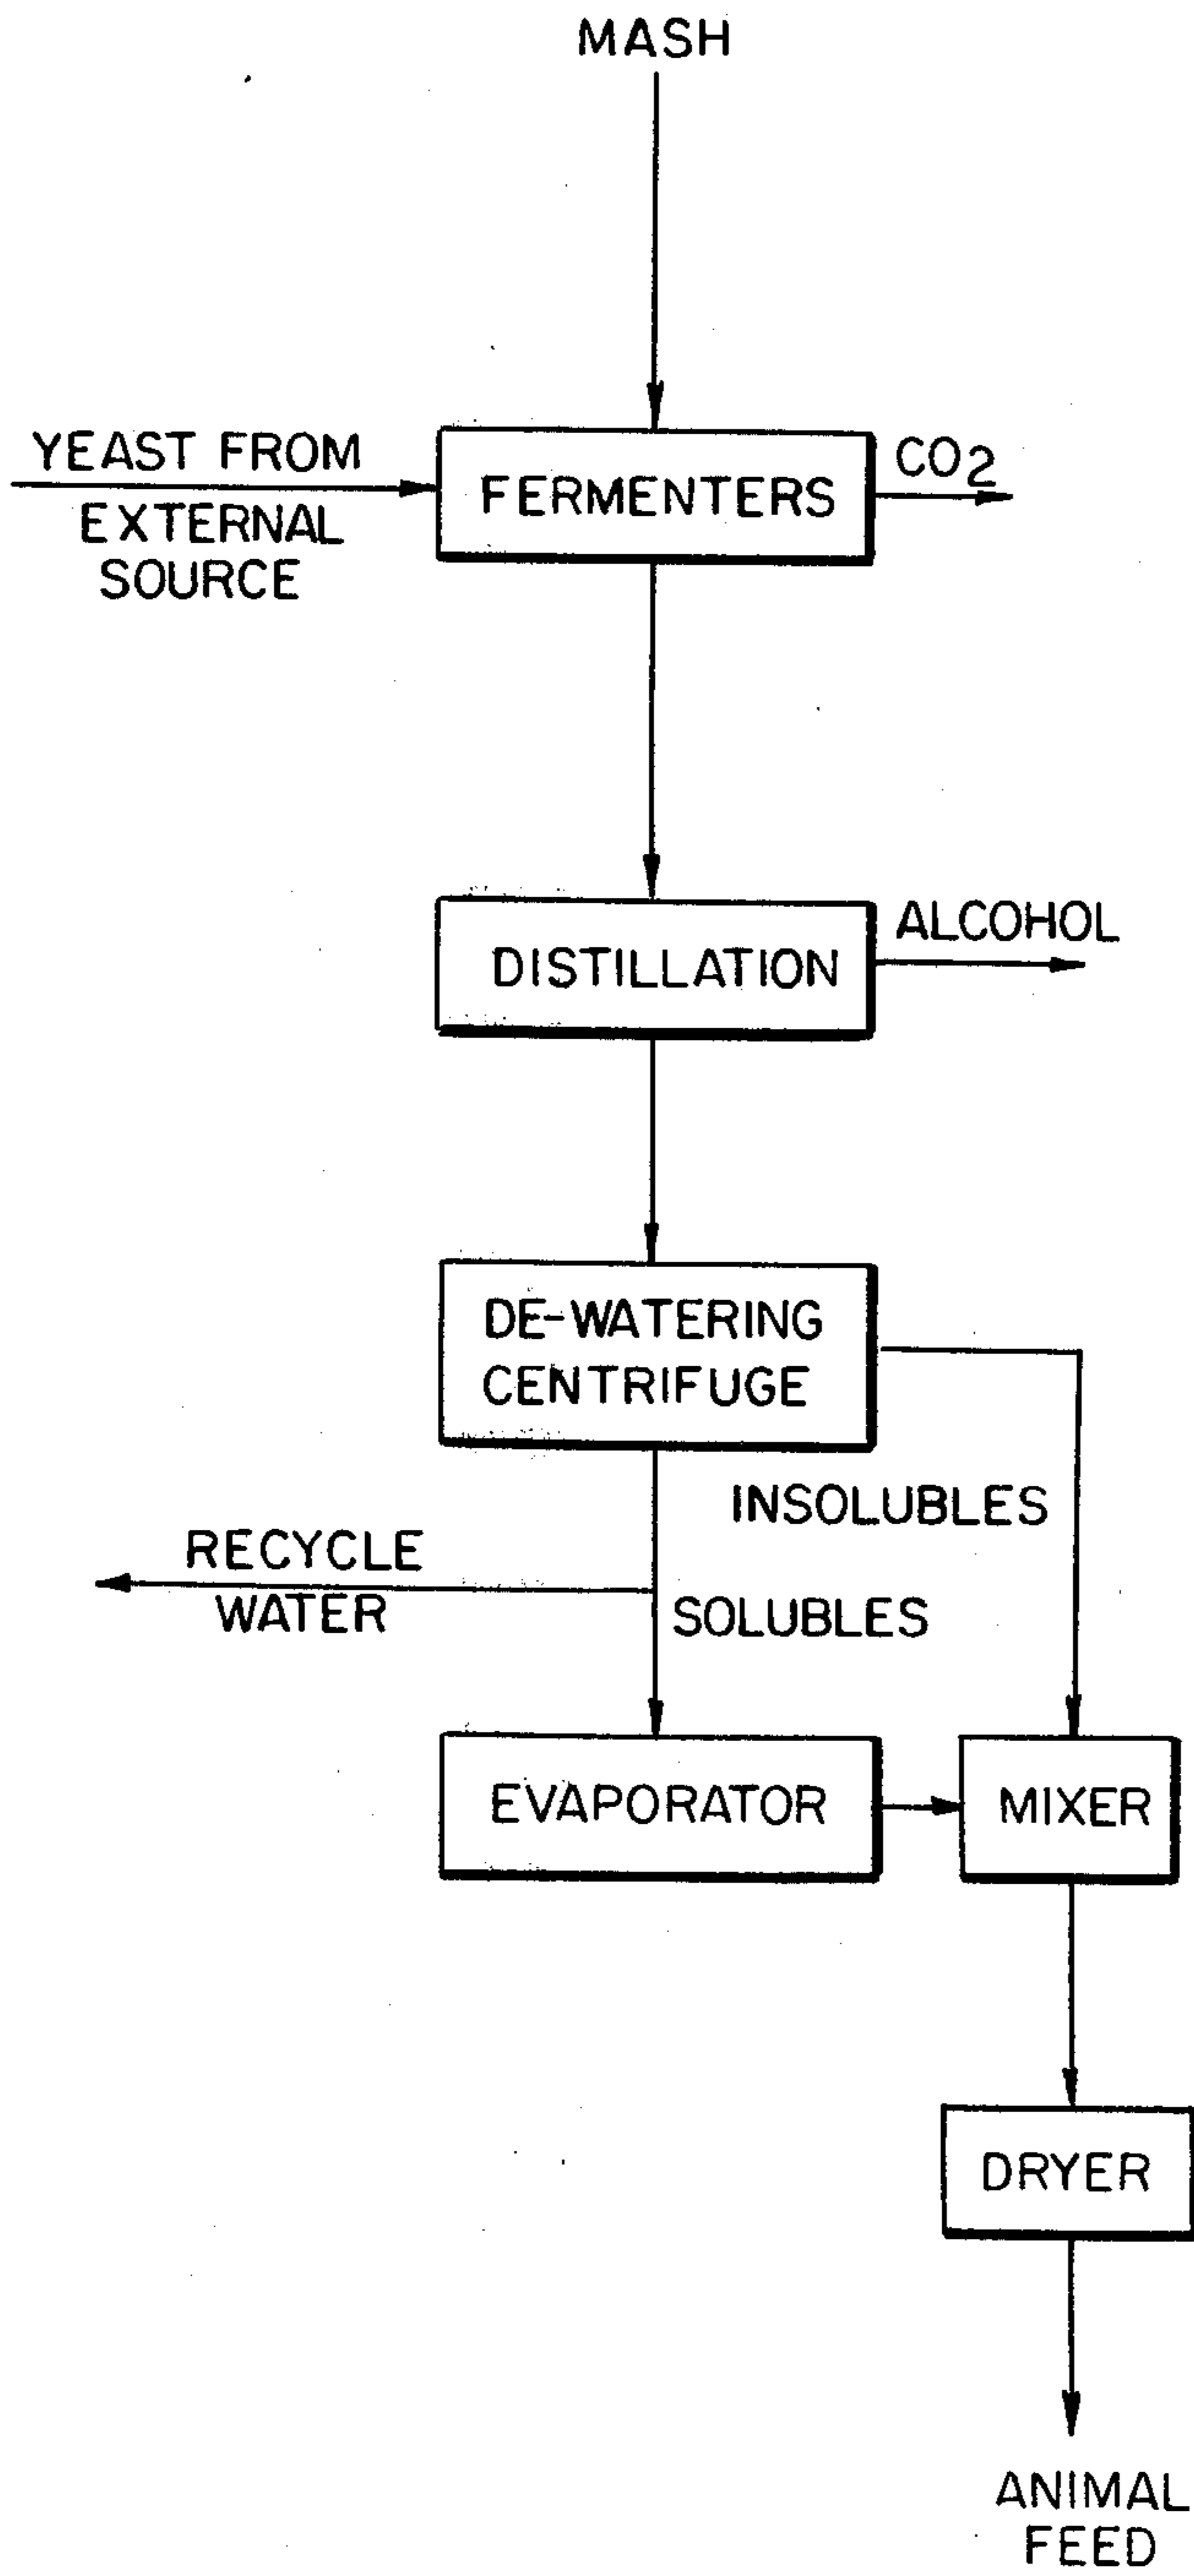 MASH
YEAST FROM
EXTERNAL
SOURCE
FERMENTERS
CO2
DISTILLATION
ALCOHOL
DE-WATERING
CENTRIFUGE
INSOLUBLES
RECYCLE
WATER
SOLUBLES
EVAPORATOR
MIXER
DRYER
ANIMAL
FEED